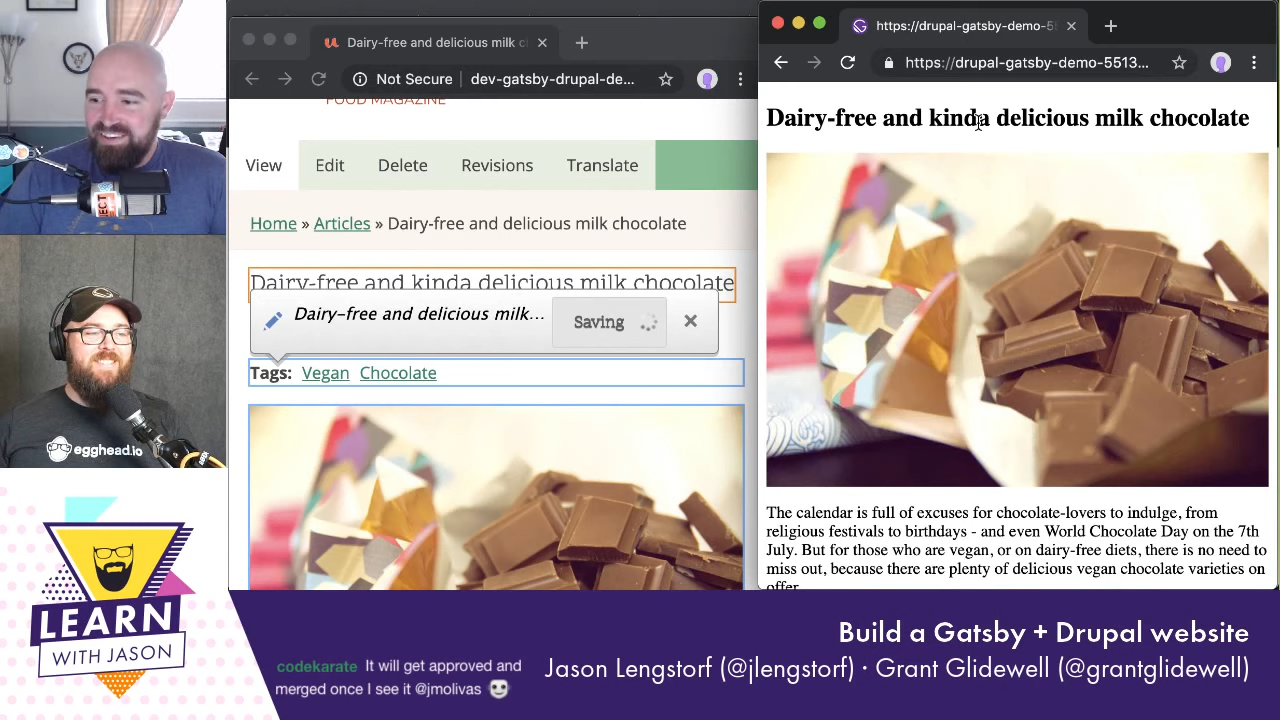 Dairy-free and delicious milk c
Not Secure
dev-gatsby-drupal-de...
FOOD MAGAZINE
View
Edit
Delete
Revisions
Translate
Home » Articles » Dairy-free and delicious milk chocolate
Dairy-free and kinda delicious milk chocolate
Dairy-free and delicious milk...
Saving
Tags: Vegan Chocolate
https://drupal-gatsby-demo-55
https://drupal-gatsby-demo-5513...
Dairy-free and kinda delicious milk chocolate
The calendar is full of excuses for chocolate-lovers to indulge, from
religious festivals to birthdays - and even World Chocolate Day on the 7th
July. But for those who are vegan, or on dairy-free diets, there is no need to
miss out, because there are plenty of delicious vegan chocolate varieties on
offer
egghead.io
LEARN
WITH JASON
codekarate It will get approved and
merged once I see it @jmolivas
Build a Gatsby + Drupal website
Jason Lengstorf (@jlengstorf) · Grant Glidewell (@grantglidewell)